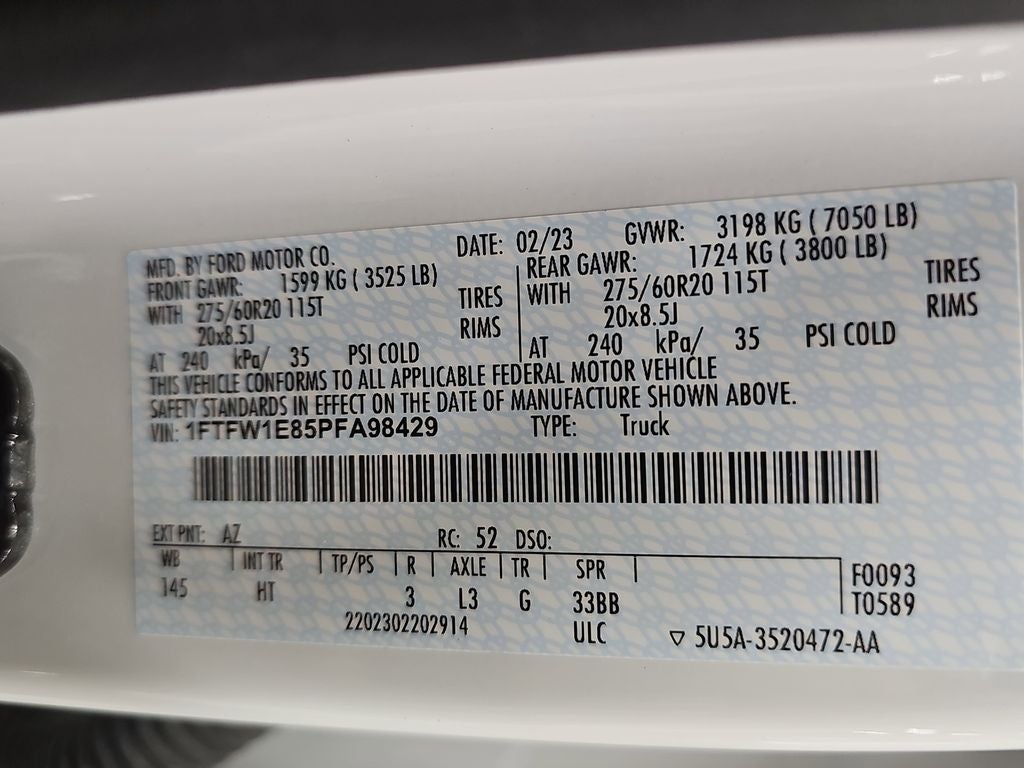 MFD. BY FORD MOTOR CO. DATE: 02/23 GVWR: 3198 KG ( 7050 LB)
FRONT GAWR: 1599 KG ( 3525 LB) REAR GAWR: 1724 KG ( 3800 LB)
WITH 275/60R20 115T TIRES WITH 275/60R20 115T TIRES
20x8.5J RIMS 20x8.5J RIMS
AT 240 kPa/ 35 PSI COLD AT 240 kPa/ 35 PSI COLD
THIS VEHICLE CONFORMS TO ALL APPLICABLE FEDERAL MOTOR VEHICLE
SAFETY STANDARDS IN EFFECT ON THE DATE OF MANUFACTURE SHOWN ABOVE.
VIN: 1FTFW1E85PFA98429 TYPE: Truck
EXT PNT: AZ RC: 52 DSO:
WB INT TR TP/PS R AXLE TR SPR F0093
145 HT 3 L3 G 33BB T0589
2202302202914 ULC ▽ 5U5A-3520472-AA